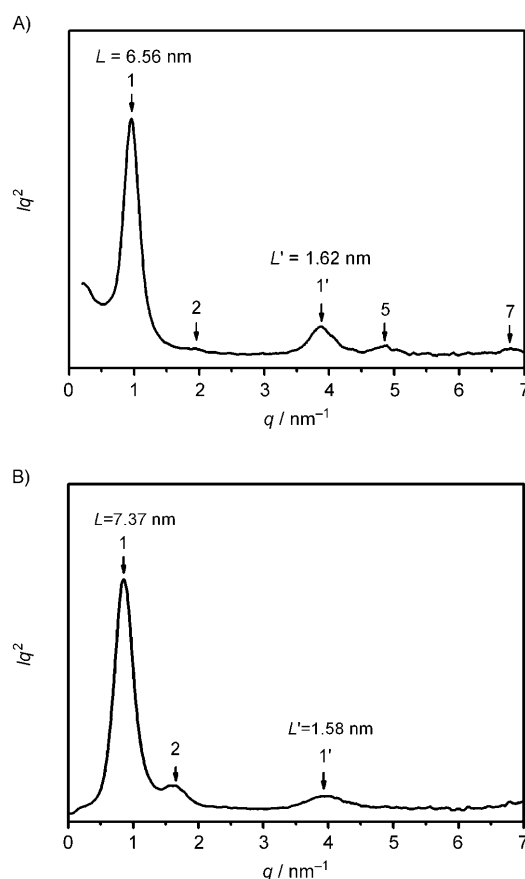 A)
L = 6.56 nm
1
Iq²
L' = 1.62 nm
2
1'
5
7
0 1 2 3 4 5 6 7
q / nm⁻¹
B)
L=7.37 nm
1
Iq²
2
L'=1.58 nm
1'
0 1 2 3 4 5 6 7
q / nm⁻¹